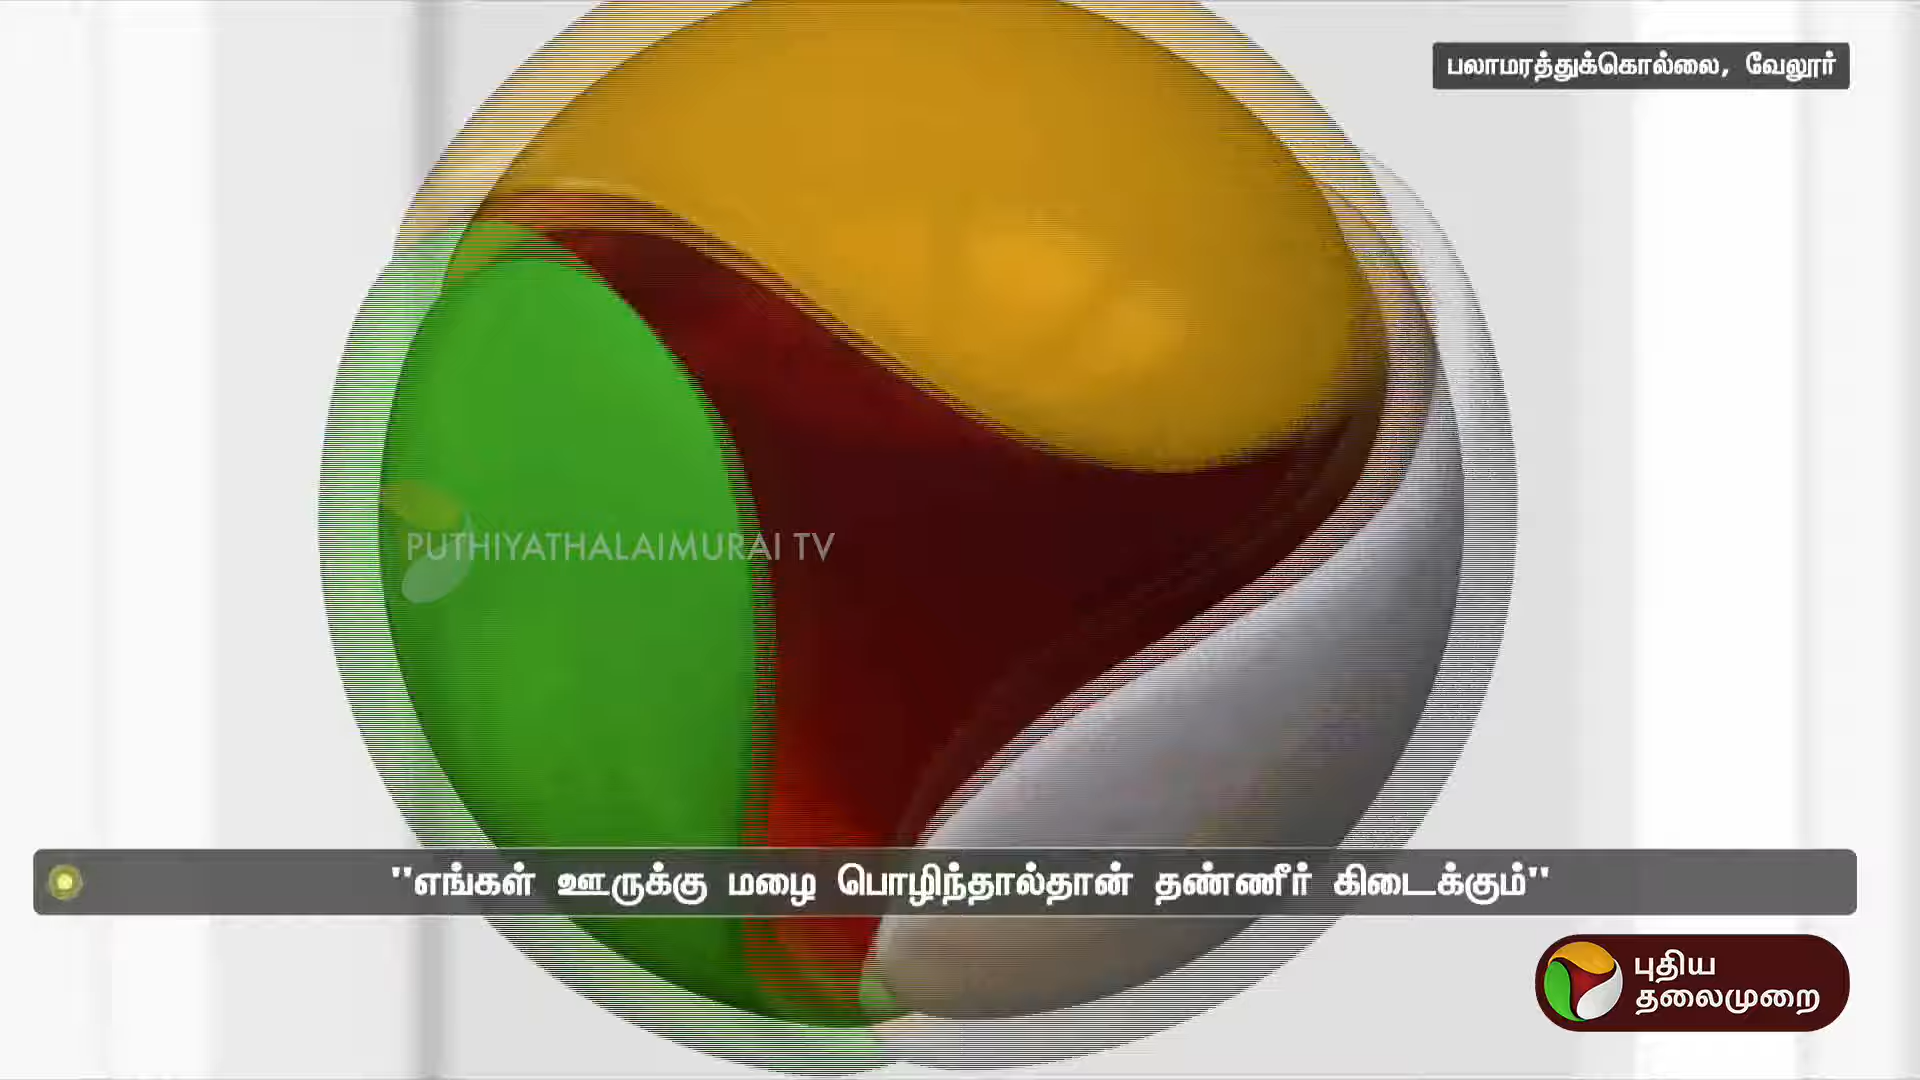 பலாமரத்துக்கொல்லை, வேலூர்
PUTHIYATHALAIMURAI TV
"எங்கள் ஊருக்கு மழை பொழிந்தால்தான் தண்ணீர் கிடைக்கும்"
புதிய
தலைமுறை